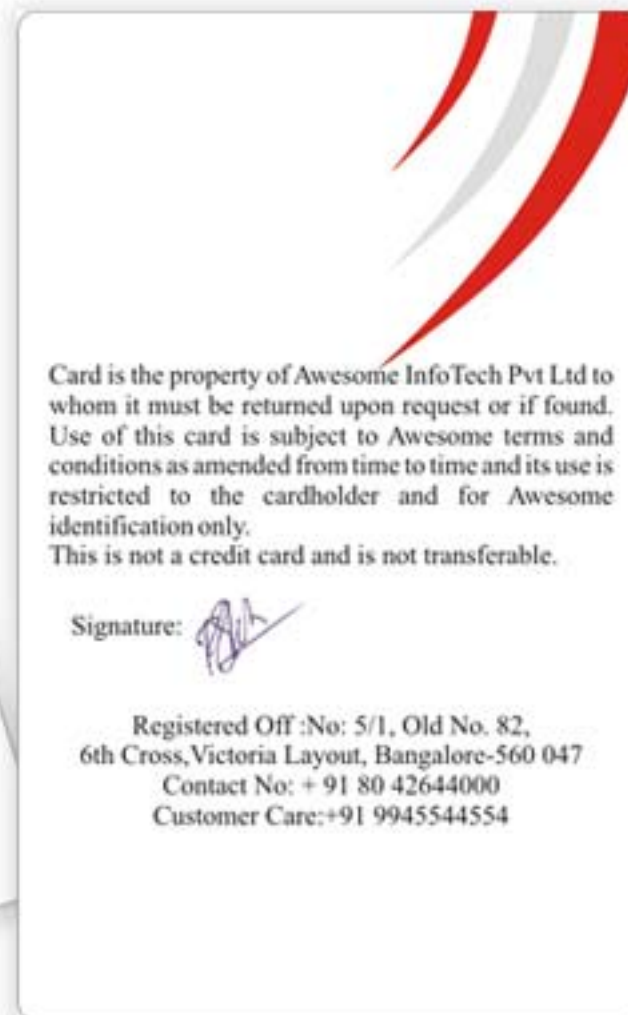 Card is the property of Awesome InfoTech Pvt Ltd to
whom it must be returned upon request or if found.
Use of this card is subject to Awesome terms and
conditions as amended from time to time and its use is
restricted to the cardholder and for Awesome
identification only.
This is not a credit card and is not transferable.
Signature:
Registered Off :No: 5/1, Old No. 82,
6th Cross,Victoria Layout, Bangalore-560 047
Contact No: + 91 80 42644000
Customer Care:+91 9945544554